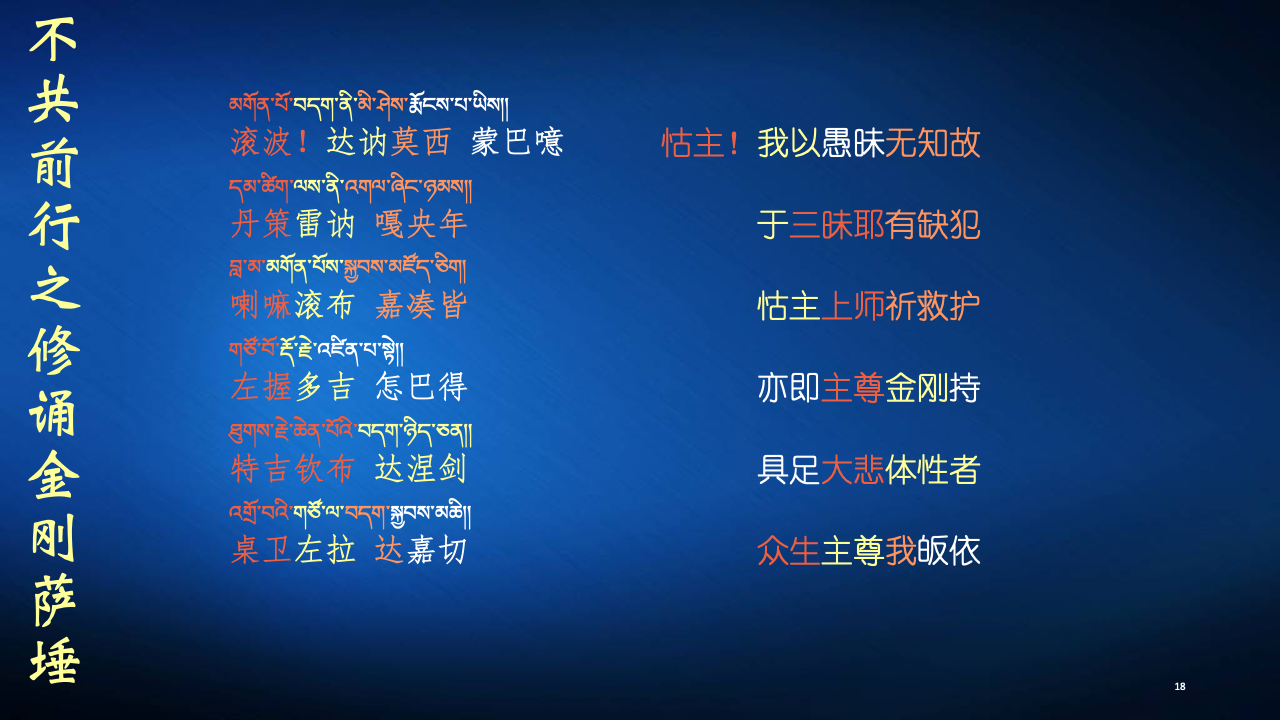 不共前行之修诵金刚萨埵
མགོན་པོ་བདག་ནི་མི་ཤེས་རྨོངས་པ་ཡིས།།
滚波！达讷莫西 蒙巴噫
怙主！我以愚昧无知故
དམ་ཚིག་ལས་ནི་འགལ་ཞིང་ཉམས།།
丹策雷讷 嘎央年
于三昧耶有缺犯
བླ་མ་མགོན་པོས་སྐྱབས་མཛོད་ཅིག།
喇嘛滚布 嘉凑皆
怙主上师祈救护
གཙོ་བོ་རྡོ་རྗེ་འཛིན་པ་སྟེ།།
左握多吉 怎巴得
亦即主尊金刚持
ཐུགས་རྗེ་ཆེན་པོའི་བདག་ཉིད་ཅན།།
特吉钦布 达涅剑
具足大悲体性者
འགྲོ་བའི་གཙོ་ལ་བདག་སྐྱབས་མཆི།།
桌卫左拉 达嘉切
众生主尊我皈依
18